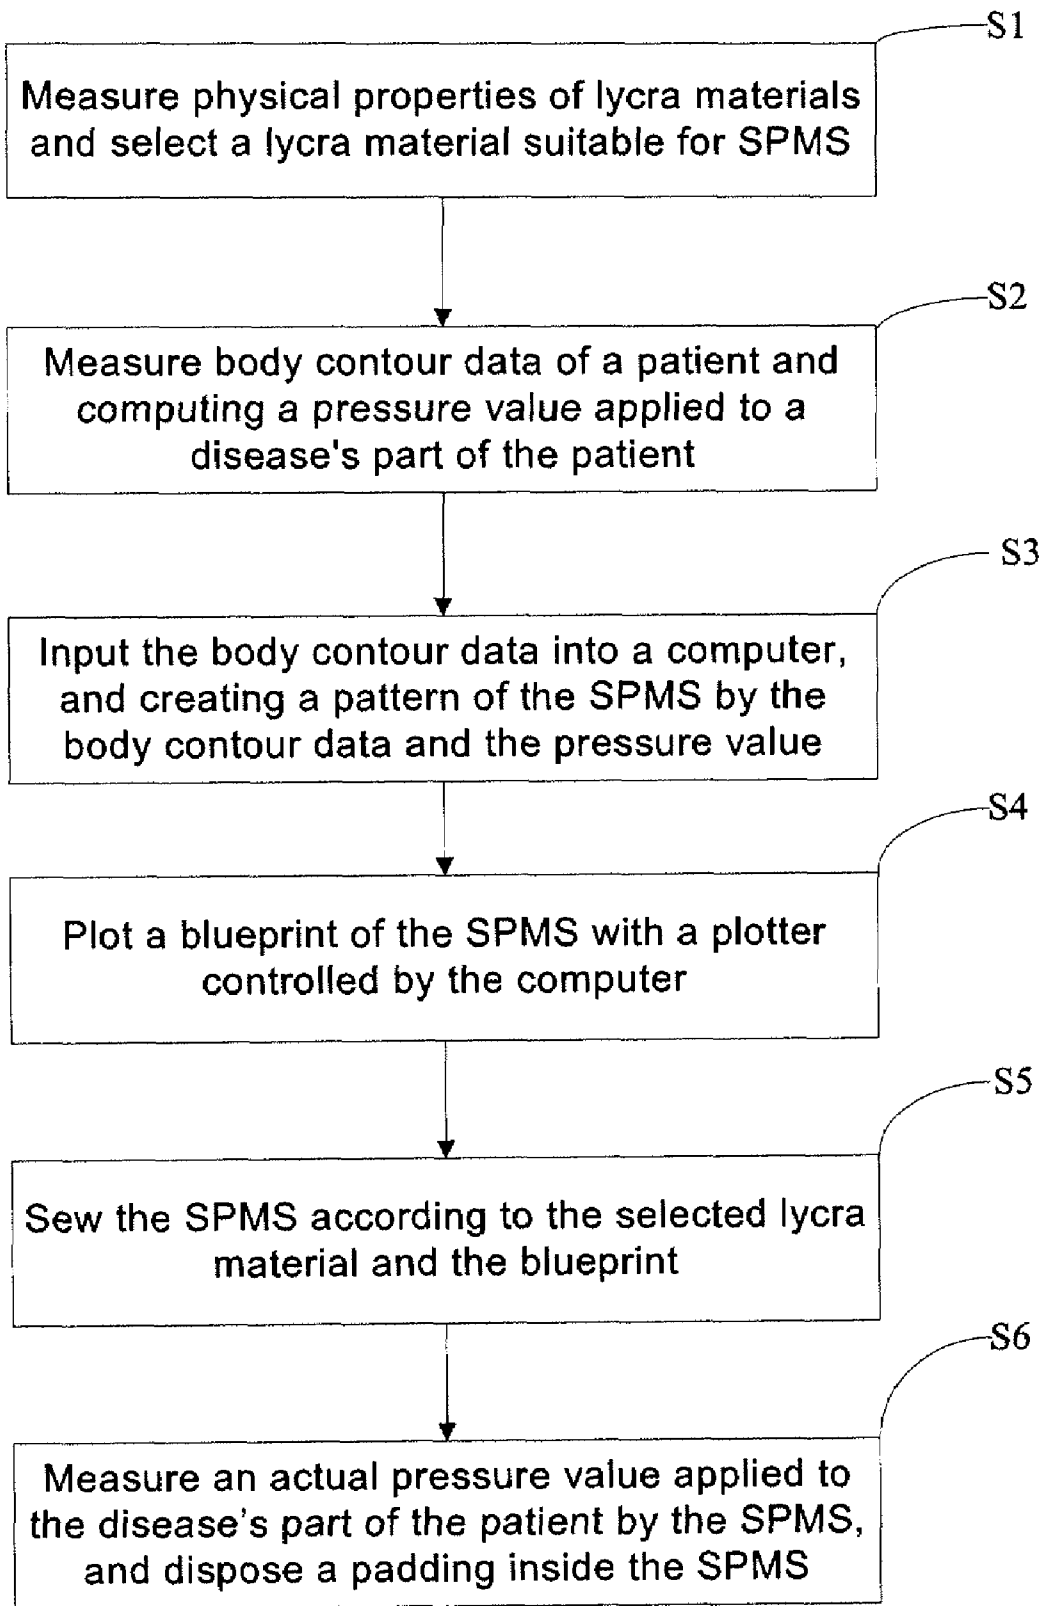 S1
Measure physical properties of lycra materials
and select a lycra material suitable for SPMS
S2
Measure body contour data of a patient and
computing a pressure value applied to a
disease's part of the patient
S3
Input the body contour data into a computer,
and creating a pattern of the SPMS by the
body contour data and the pressure value
S4
Plot a blueprint of the SPMS with a plotter
controlled by the computer
S5
Sew the SPMS according to the selected lycra
material and the blueprint
S6
Measure an actual pressure value applied to
the disease's part of the patient by the SPMS,
and dispose a padding inside the SPMS